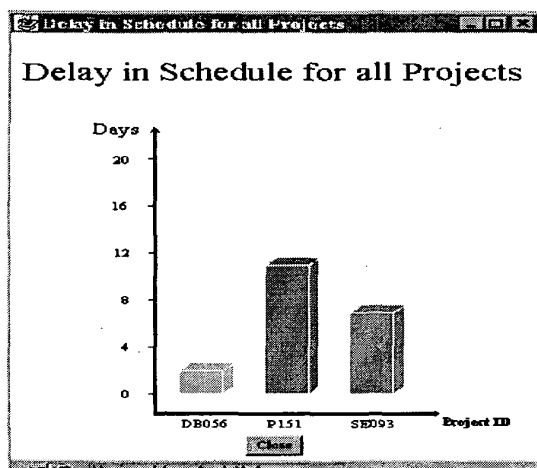 Delay in Schedule for all Projects
Delay in Schedule for all Projects
Days
20
16
12
8
4
0
DB056 P151 SE093 Project ID
Close